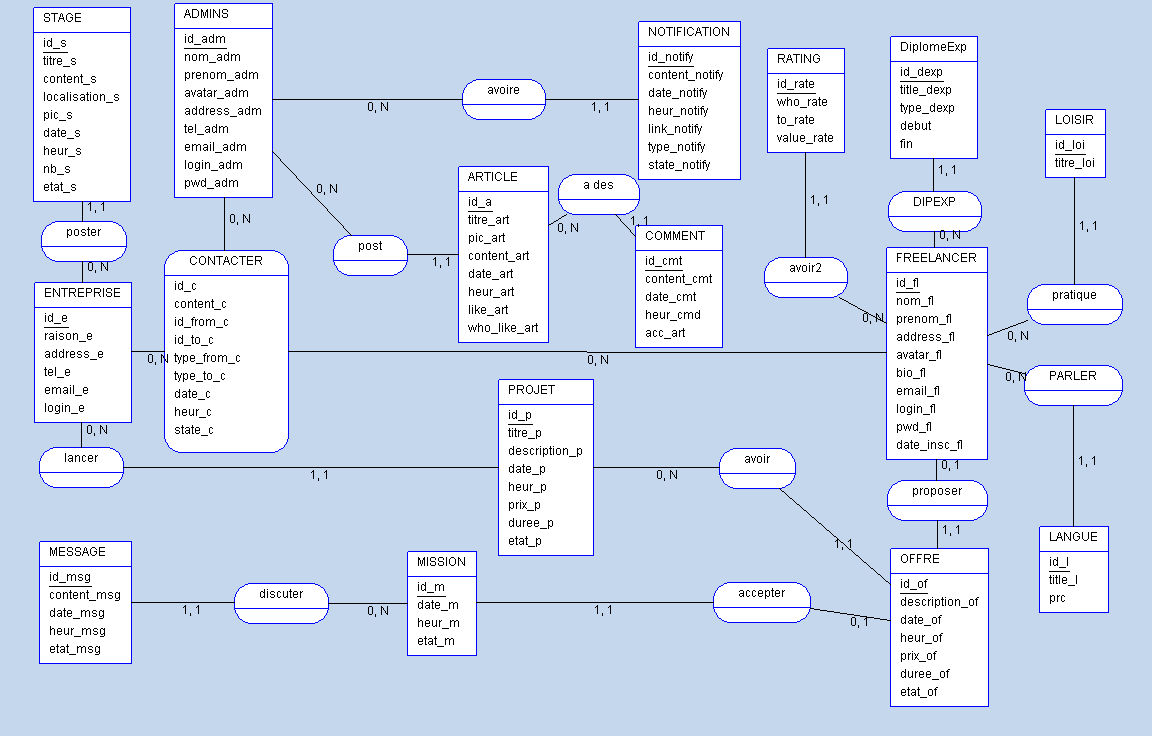 STAGE
id_s
titre_s
content_s
localisation_s
pic_s
date_s
heur_s
nb_s
etat_s
ADMINS
id_adm
nom_adm
prenom_adm
avatar_adm
address_adm
tel_adm
email_adm
login_adm
pwd_adm
0, N
avoire
1, 1
NOTIFICATION
id_notify
content_notify
date_notify
heur_notify
link_notify
type_notify
state_notify
RATING
id_rate
who_rate
to_rate
value_rate
DiplomeExp
id_dexp
title_dexp
type_dexp
debut
fin
LOISIR
id_loi
titre_loi
1, 1
poster
0, N
0, N
0, N
post
1, 1
ARTICLE
id_a
titre_art
pic_art
content_art
date_art
heur_art
like_art
who_like_art
a des
0, N
1, 1
COMMENT
id_cmt
content_cmt
date_cmt
heur_cmd
acc_art
1, 1
avoir2
0, N
1, 1
DIPEXP
0, N
1, 1
pratique
0, N
ENTREPRISE
id_e
raison_e
address_e
tel_e
email_e
login_e
0, N
CONTACTER
id_c
content_c
id_from_c
id_to_c
type_from_c
type_to_c
date_c
heur_c
state_c
0, N
FREELANCER
id_fl
nom_fl
prenom_fl
address_fl
avatar_fl
bio_fl
email_fl
login_fl
pwd_fl
date_insc_fl
0, N
PARLER
1, 1
0, N
lancer
1, 1
PROJET
id_p
titre_p
description_p
date_p
heur_p
prix_p
duree_p
etat_p
0, N
avoir
1, 1
0, 1
proposer
1, 1
LANGUE
id_l
title_l
prc
MESSAGE
id_msg
content_msg
date_msg
heur_msg
etat_msg
1, 1
discuter
0, N
MISSION
id_m
date_m
heur_m
etat_m
1, 1
accepter
0, 1
OFFRE
id_of
description_of
date_of
heur_of
prix_of
duree_of
etat_of